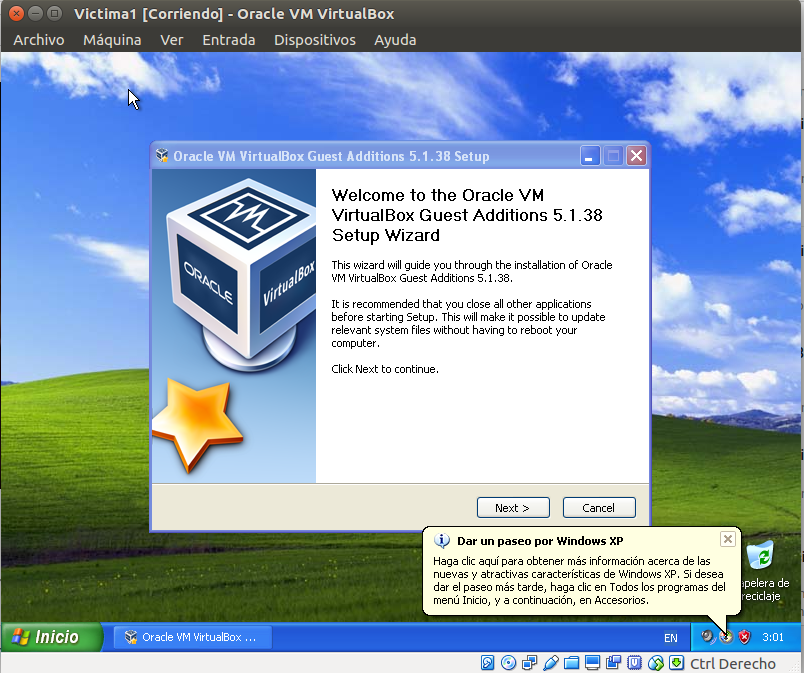 Victima1 [Corriendo] - Oracle VM VirtualBox
Archivo Máquina Ver Entrada Dispositivos Ayuda
Oracle VM VirtualBox Guest Additions 5.1.38 Setup
ORACLE
VirtualBox
Welcome to the Oracle VM
VirtualBox Guest Additions 5.1.38
Setup Wizard
This wizard will guide you through the installation of Oracle
VM VirtualBox Guest Additions 5.1.38.
It is recommended that you close all other applications
before starting Setup. This will make it possible to update
relevant system files without having to reboot your
computer.
Click Next to continue.
Next > Cancel
Dar un paseo por Windows XP
Haga clic aquí para obtener más información acerca de las
nuevas y atractivas características de Windows XP. Si desea
dar el paseo más tarde, haga clic en Todos los programas del
menú Inicio, y a continuación, en Accesorios.
apelera de
reciclaje
Inicio
Oracle VM VirtualBox ...
EN
3:01
Ctrl Derecho